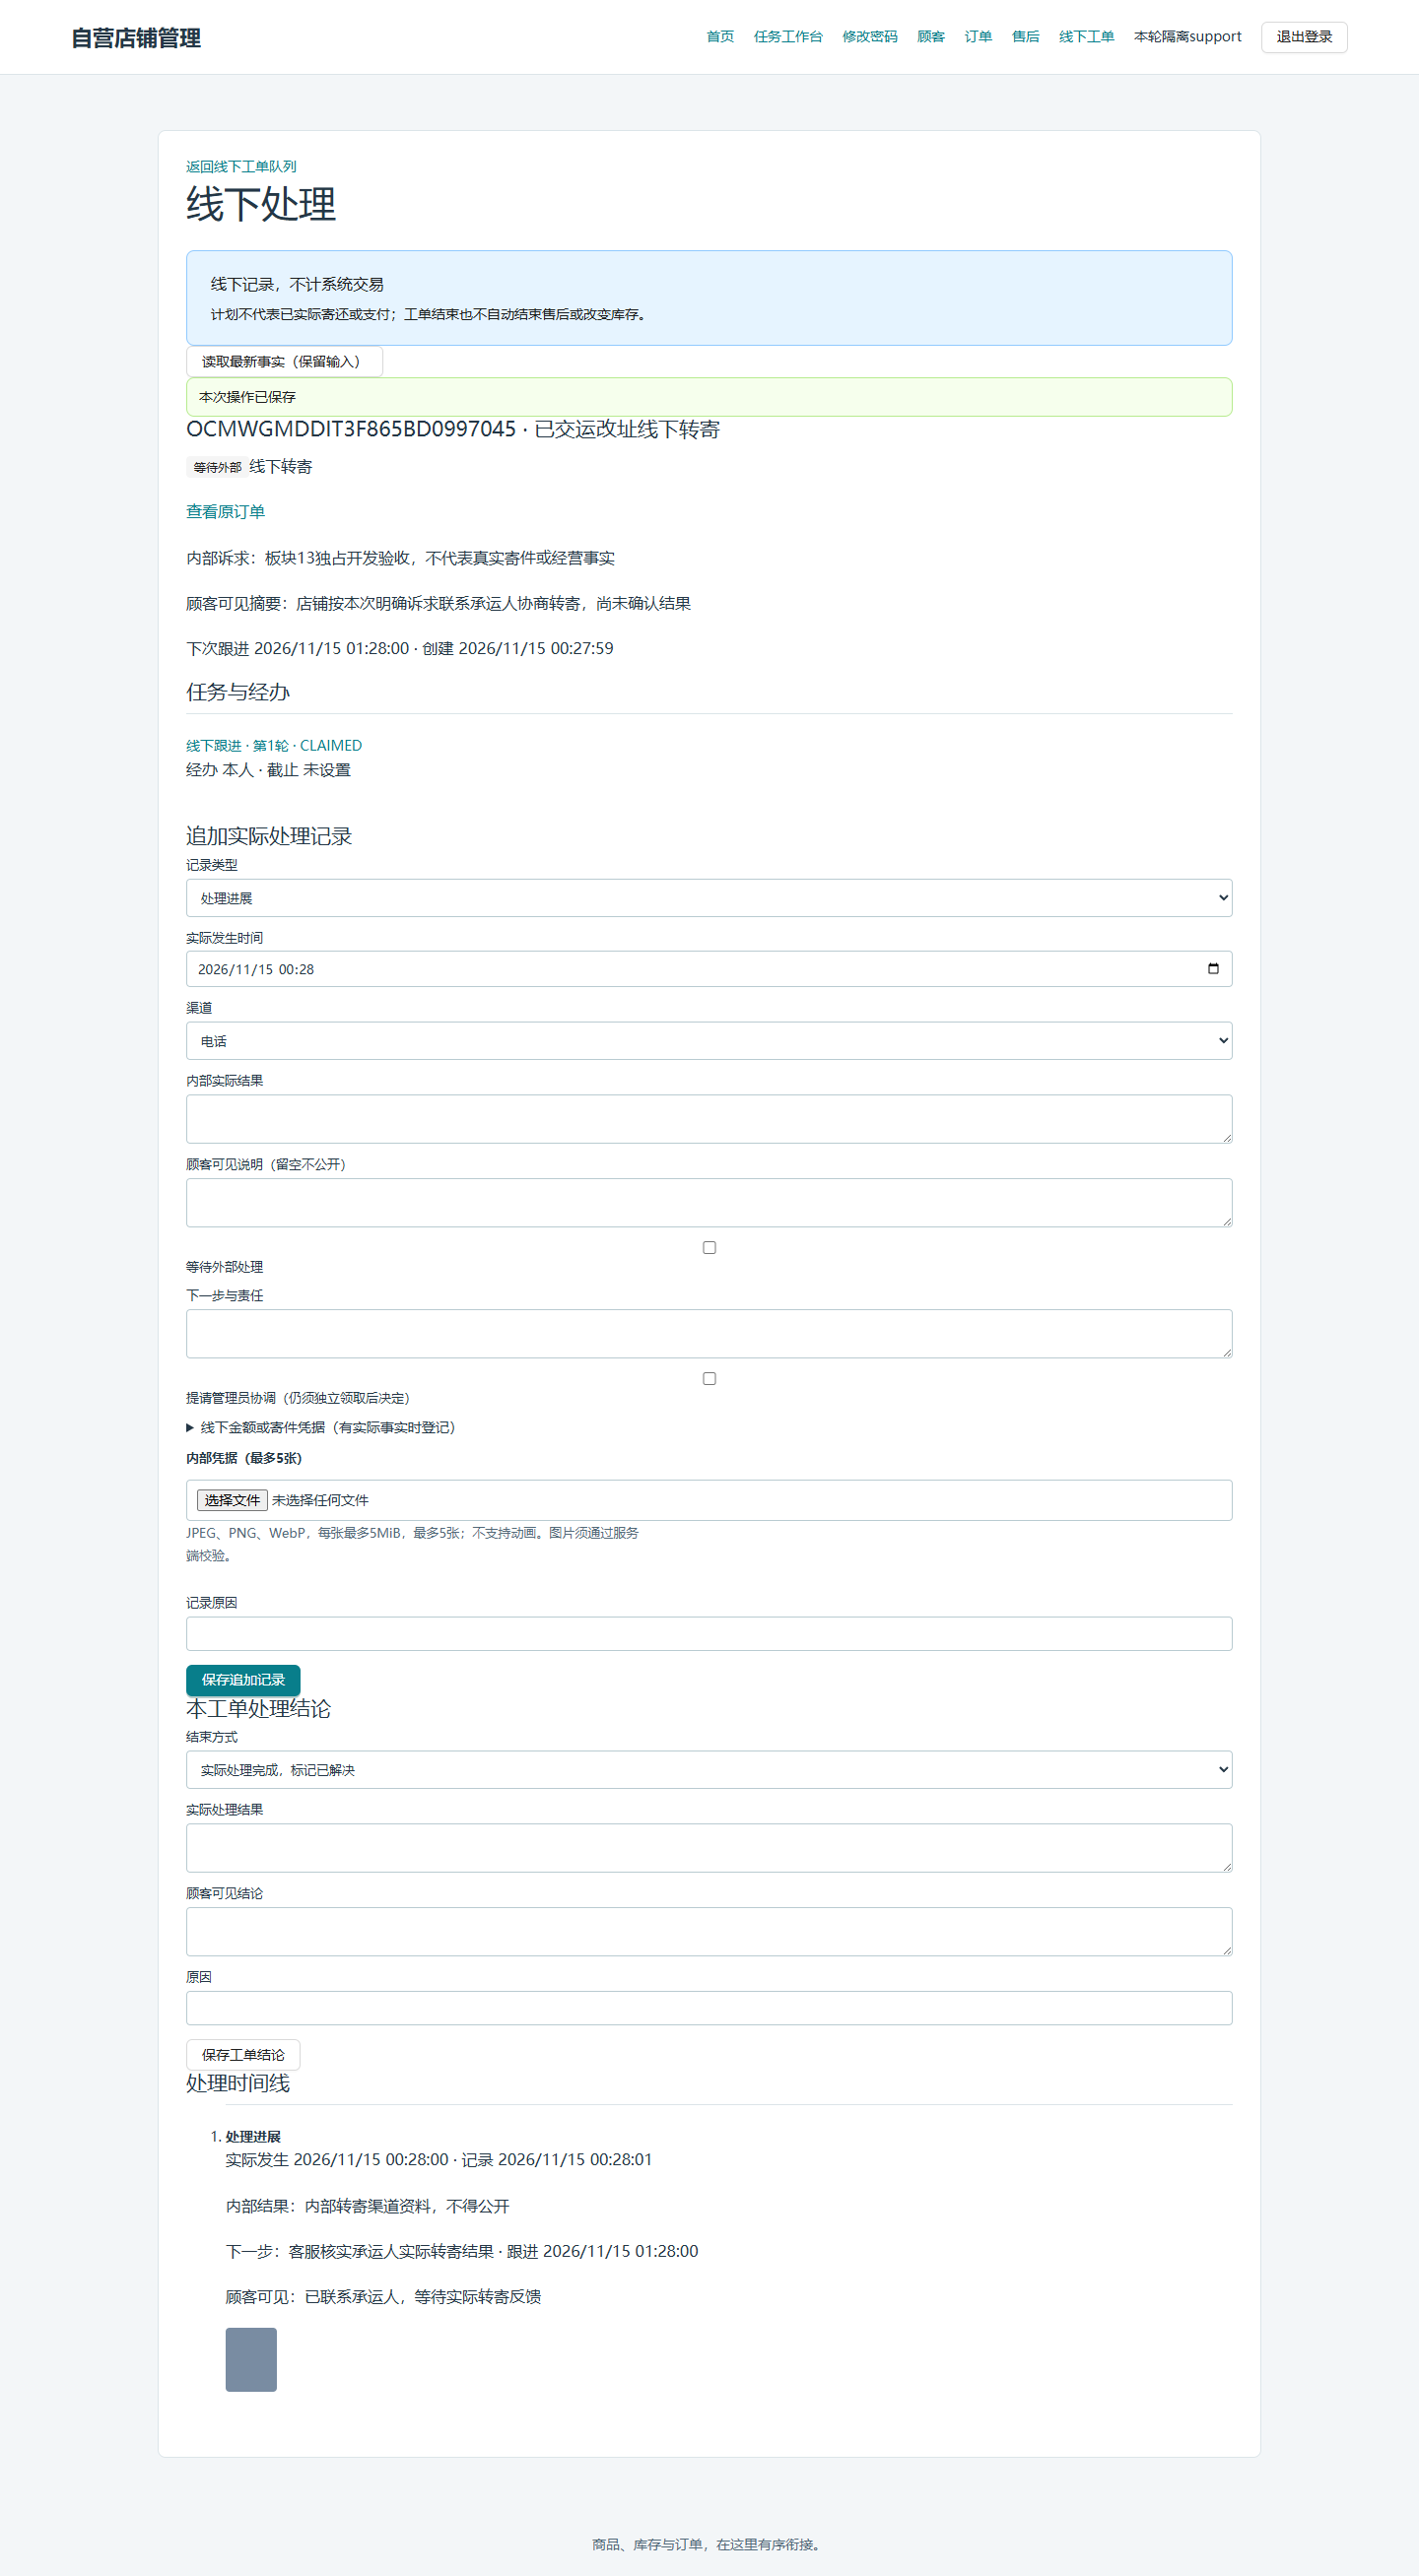 自营店铺管理
首页 任务工作台 修改密码 顾客 订单 售后 线下工单 本轮隔离support 退出登录
返回线下工单队列
线下处理
线下记录，不计系统交易
计划不代表已实际寄还或支付；工单结束也不自动结束售后或改变库存。
读取最新事实（保留输入）
本次操作已保存
OCMWGMDDIT3F865BD0997045 · 已交运改址线下转寄
等待外部 线下转寄
查看原订单
内部诉求：板块13独占开发验收，不代表真实寄件或经营事实
顾客可见摘要：店铺按本次明确诉求联系承运人协商转寄，尚未确认结果
下次跟进 2026/11/15 01:28:00 · 创建 2026/11/15 00:27:59
任务与经办
线下跟进 · 第1轮 · CLAIMED
经办 本人 · 截止 未设置
追加实际处理记录
记录类型
处理进展
实际发生时间
2026/11/15 00:28
渠道
电话
内部实际结果
顾客可见说明（留空不公开）
等待外部处理
下一步与责任
提请管理员协调（仍须独立领取后决定）
线下金额或寄件凭据（有实际事实时登记）
内部凭据（最多5张）
选择文件 未选择任何文件
JPEG、PNG、WebP，每张最多5MiB，最多5张；不支持动画。图片须通过服务
端校验。
记录原因
保存追加记录
本工单处理结论
结束方式
实际处理完成，标记已解决
实际处理结果
顾客可见结论
原因
保存工单结论
处理时间线
1. 处理进展
实际发生 2026/11/15 00:28:00 · 记录 2026/11/15 00:28:01
内部结果：内部转寄渠道资料，不得公开
下一步：客服核实承运人实际转寄结果 · 跟进 2026/11/15 01:28:00
顾客可见：已联系承运人，等待实际转寄反馈
商品、库存与订单，在这里有序衔接。